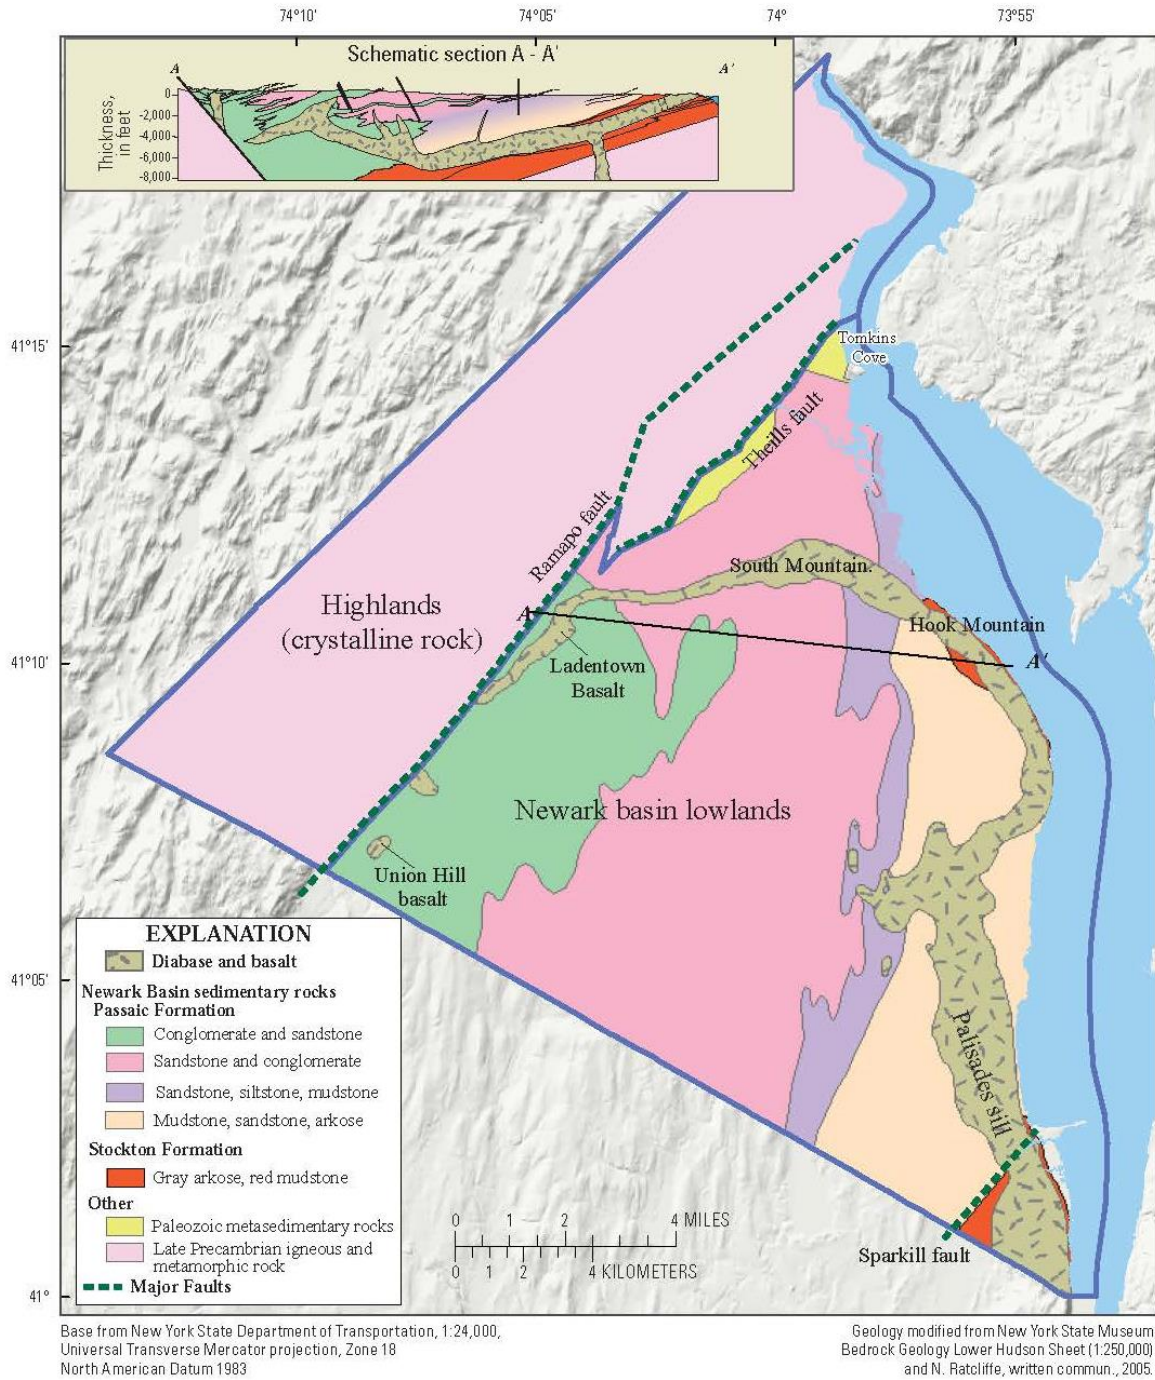 74°10'
74°05'
74°
73°55'
Schematic section A - A'
A
A'
Thickness, in feet
0
-2,000
-4,000
-6,000
-8,000
41°15'
41°10'
41°05'
41°
Tomkins
Cove
Theills fault
Ramapo fault
South Mountain.
Highlands
(crystalline rock)
A
Hook Mountain
A'
Ladentown
Basalt
Newark basin lowlands
Union Hill
basalt
Palisades sill
Sparkill fault
EXPLANATION
Diabase and basalt
Newark Basin sedimentary rocks
Passaic Formation
Conglomerate and sandstone
Sandstone and conglomerate
Sandstone, siltstone, mudstone
Mudstone, sandstone, arkose
Stockton Formation
Gray arkose, red mudstone
Other
Paleozoic metasedimentary rocks
Late Precambrian igneous and
metamorphic rock
Major Faults
0 1 2 4 MILES
0 1 2 4 KILOMETERS
Base from New York State Department of Transportation, 1:24,000,
Universal Transverse Mercator projection, Zone 18
North American Datum 1983
Geology modified from New York State Museum
Bedrock Geology Lower Hudson Sheet (1:250,000)
and N. Ratcliffe, written commun., 2005.